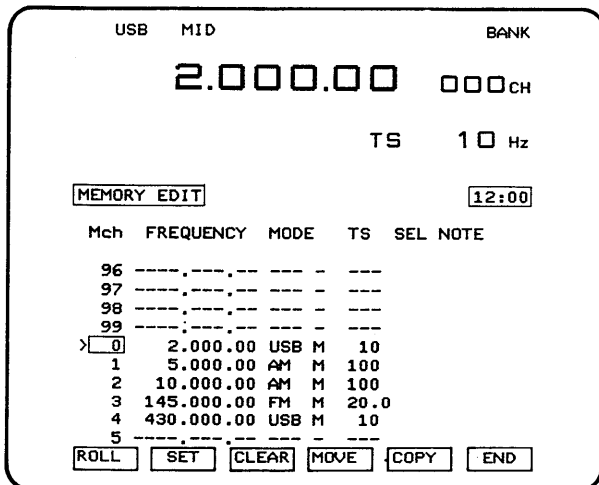 USB MID BANK
2.000.00 000CH
TS 10 Hz
MEMORY EDIT 12:00
Mch FREQUENCY MODE TS SEL NOTE
96 ----.---.-- --- - ---
97 ----.---.-- --- - ---
98 ----.---.-- --- - ---
99 ----.---.-- --- - ---
>0 2.000.00 USB M 10
1 5.000.00 AM M 100
2 10.000.00 AM M 100
3 145.000.00 FM M 20.0
4 430.000.00 USB M 10
5 ----.---.-- --- - ---
ROLL SET CLEAR MOVE COPY END